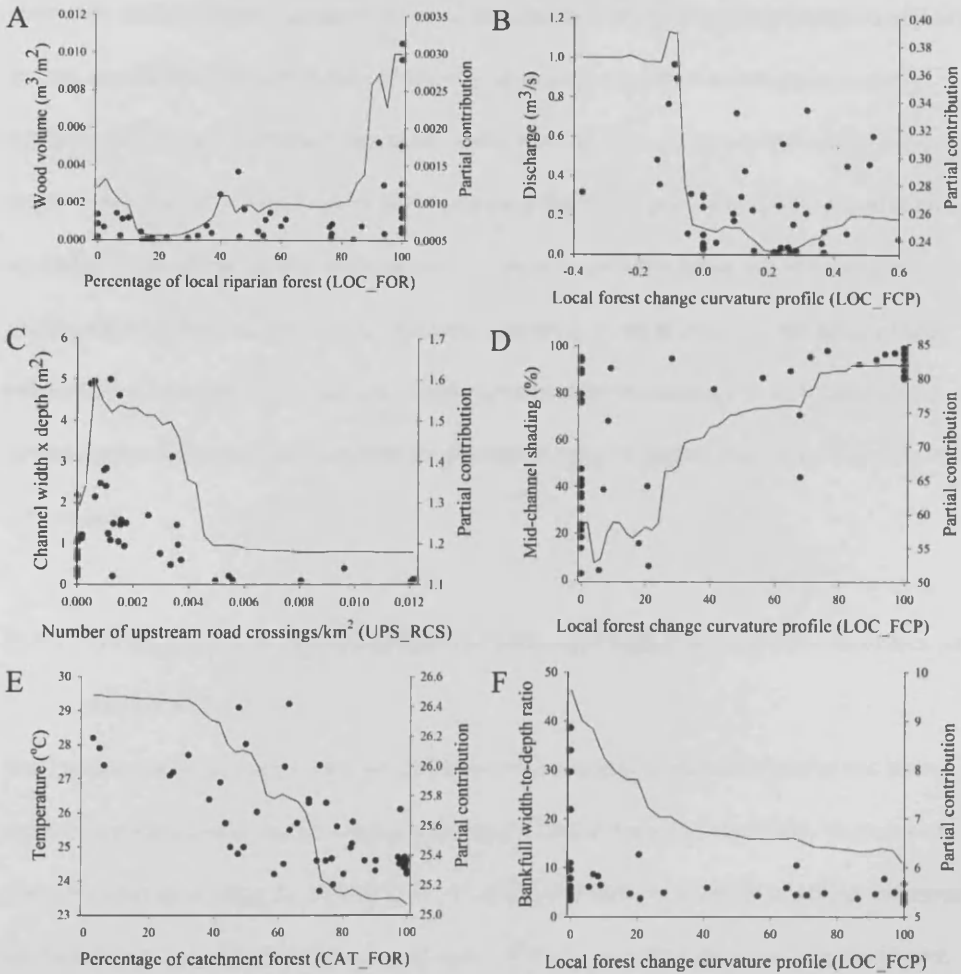 A
Wood volume (m³/m²)
0.012
0.010
0.008
0.006
0.004
0.002
0.000
0 20 40 60 80 100
0.0035
0.0030
0.0025
0.0020
0.0015
0.0010
0.0005
Partial contribution
Percentage of local riparian forest (LOC_FOR)
B
Discharge (m³/s)
1.2
1.0
0.8
0.6
0.4
0.2
0.0
-0.4 -0.2 0.0 0.2 0.4 0.6
0.40
0.38
0.36
0.34
0.32
0.30
0.28
0.26
0.24
Partial contribution
Local forest change curvature profile (LOC_FCP)
C
Channel width x depth (m²)
6
5
4
3
2
1
0
0.000 0.002 0.004 0.006 0.008 0.010 0.012
1.7
1.6
1.5
1.4
1.3
1.2
1.1
Partial contribution
Number of upstream road crossings/km² (UPS_RCS)
D
Mid-channel shading (%)
100
80
60
40
20
0
0 20 40 60 80 100
85
80
75
70
65
60
55
50
Partial contribution
Local forest change curvature profile (LOC_FCP)
E
Temperature (°C)
30
29
28
27
26
25
24
23
0 20 40 60 80 100
26.6
26.4
26.2
26.0
25.8
25.6
25.4
25.2
25.0
Partial contribution
Percentage of catchment forest (CAT_FOR)
F
Bankfull width-to-depth ratio
50
40
30
20
10
0
0 20 40 60 80 100
10
9
8
7
6
5
Partial contribution
Local forest change curvature profile (LOC_FCP)